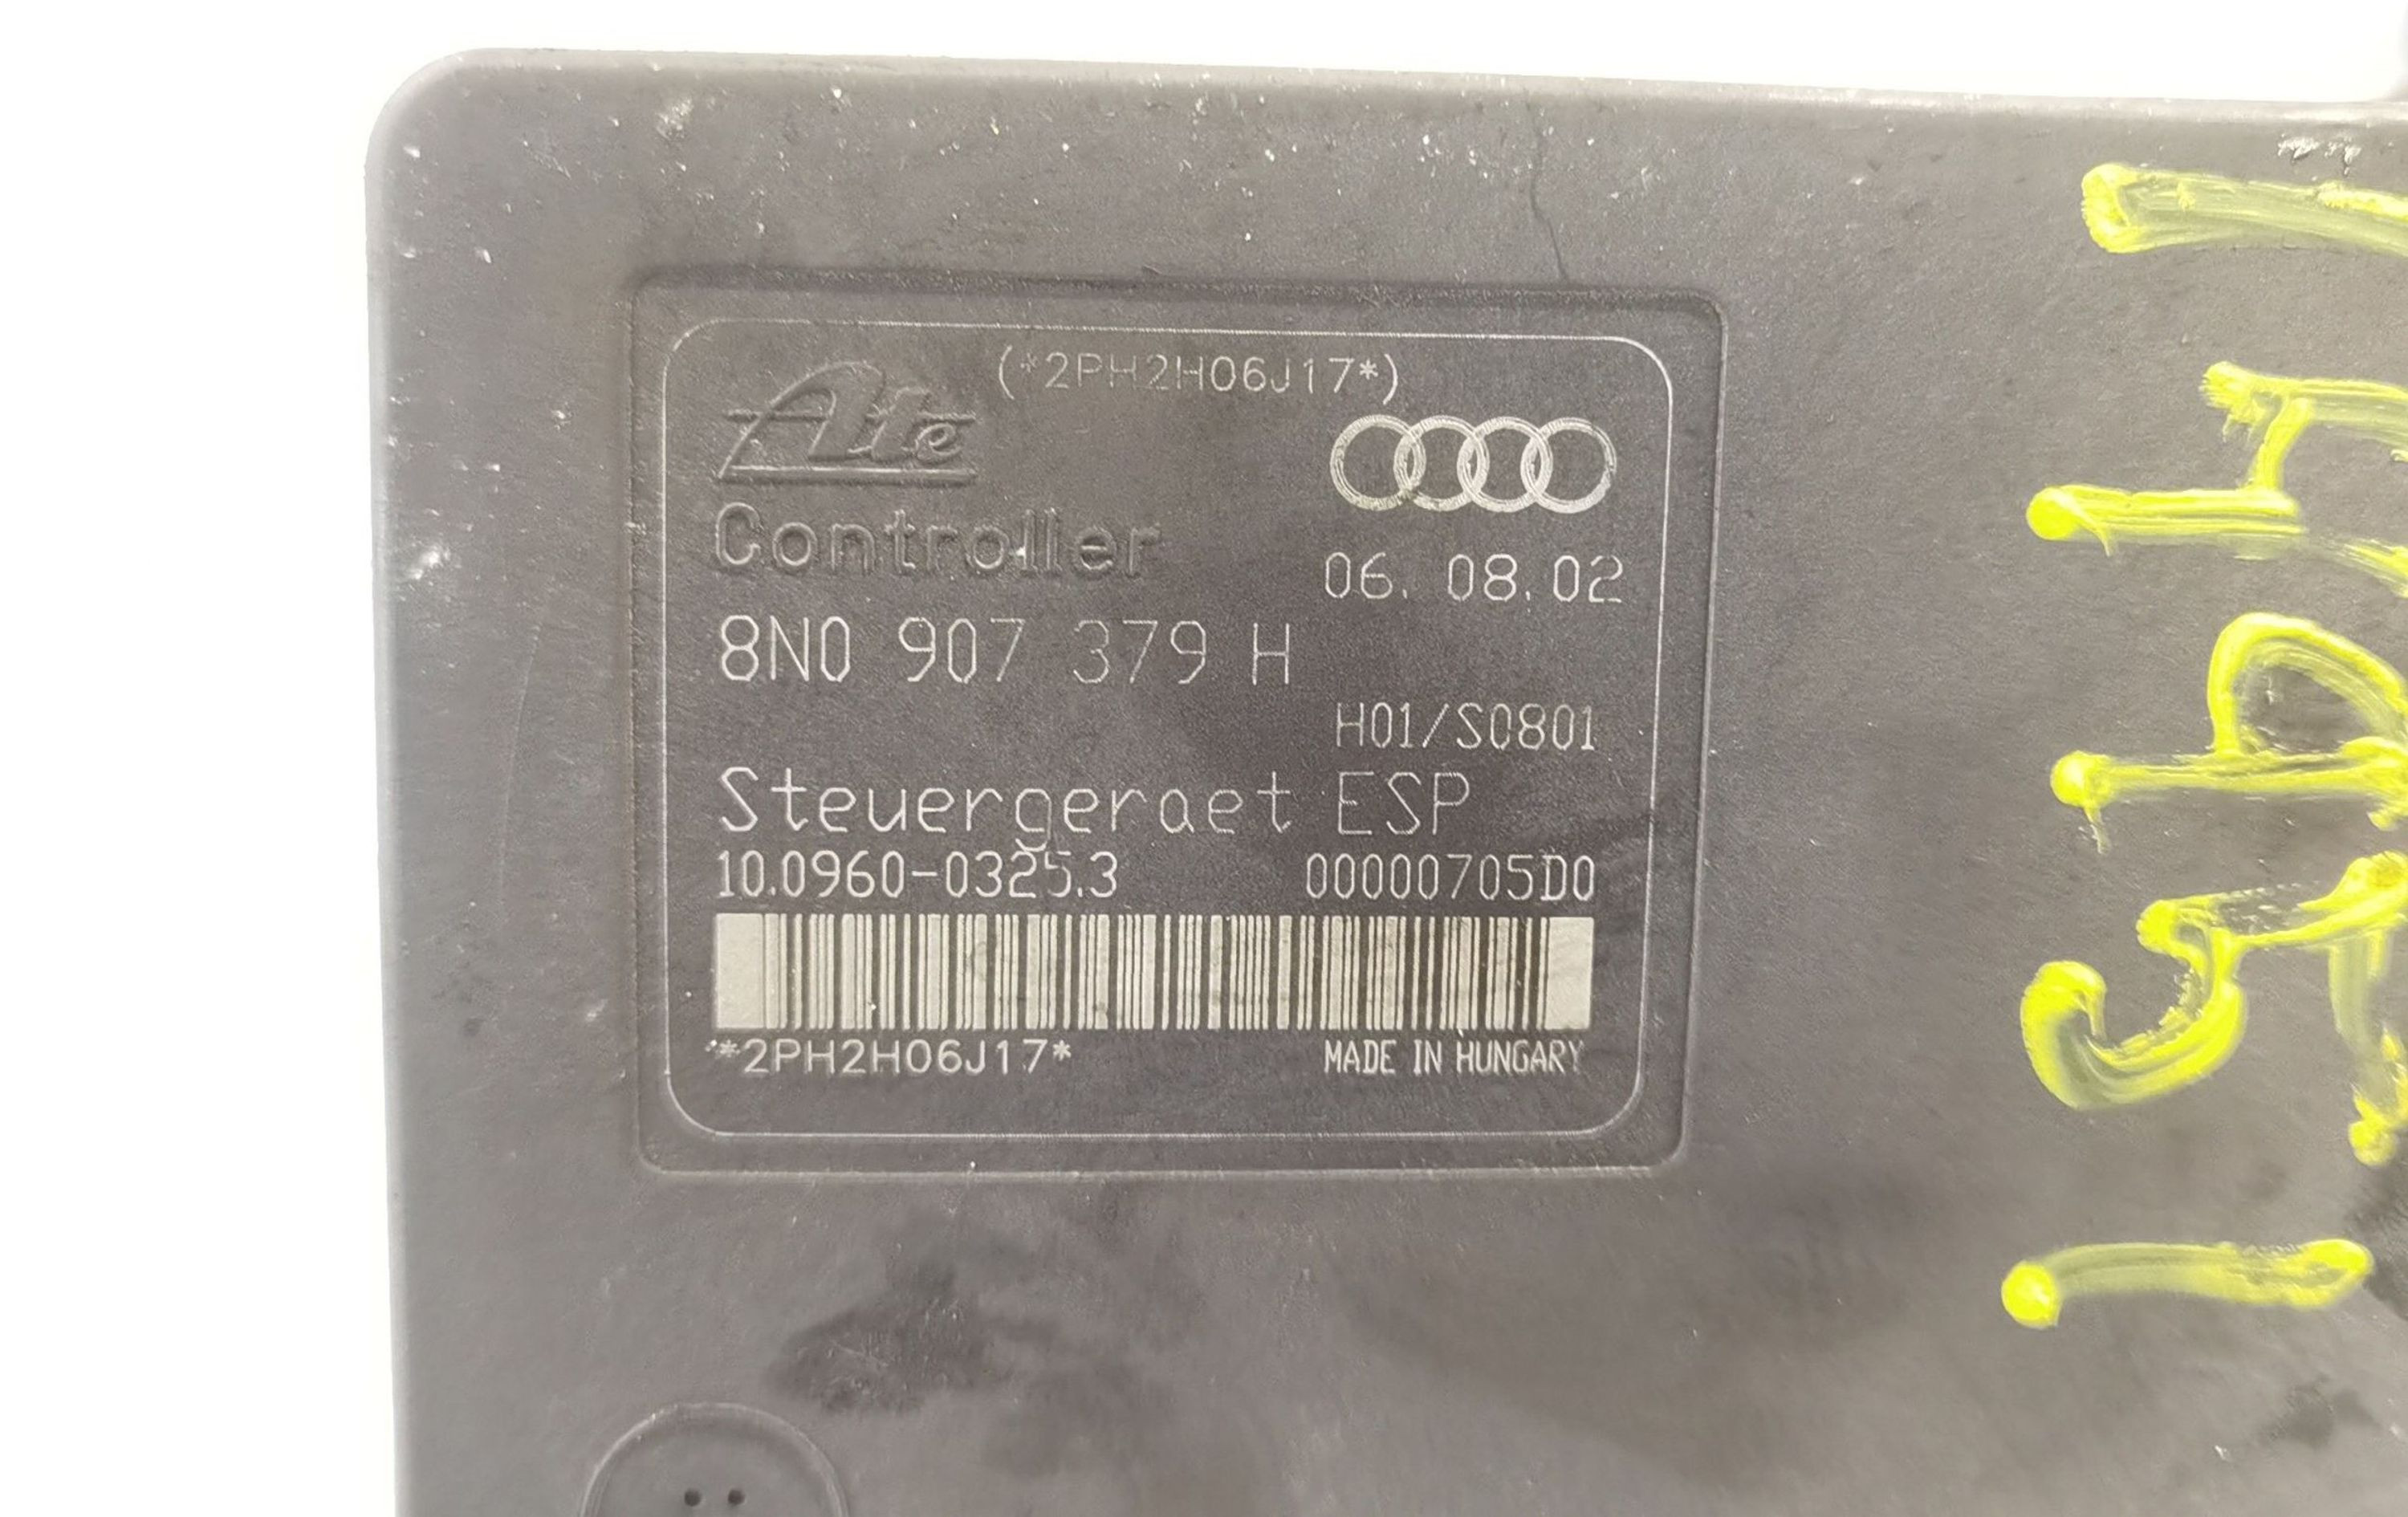 (*2PH2H06J17*)
Ate
Controller
06. 08. 02
8N0 907 379 H
H01/S0801
Steuergeraet ESP
10.0960-0325.3 00000705D0
*2PH2H06J17* MADE IN HUNGARY